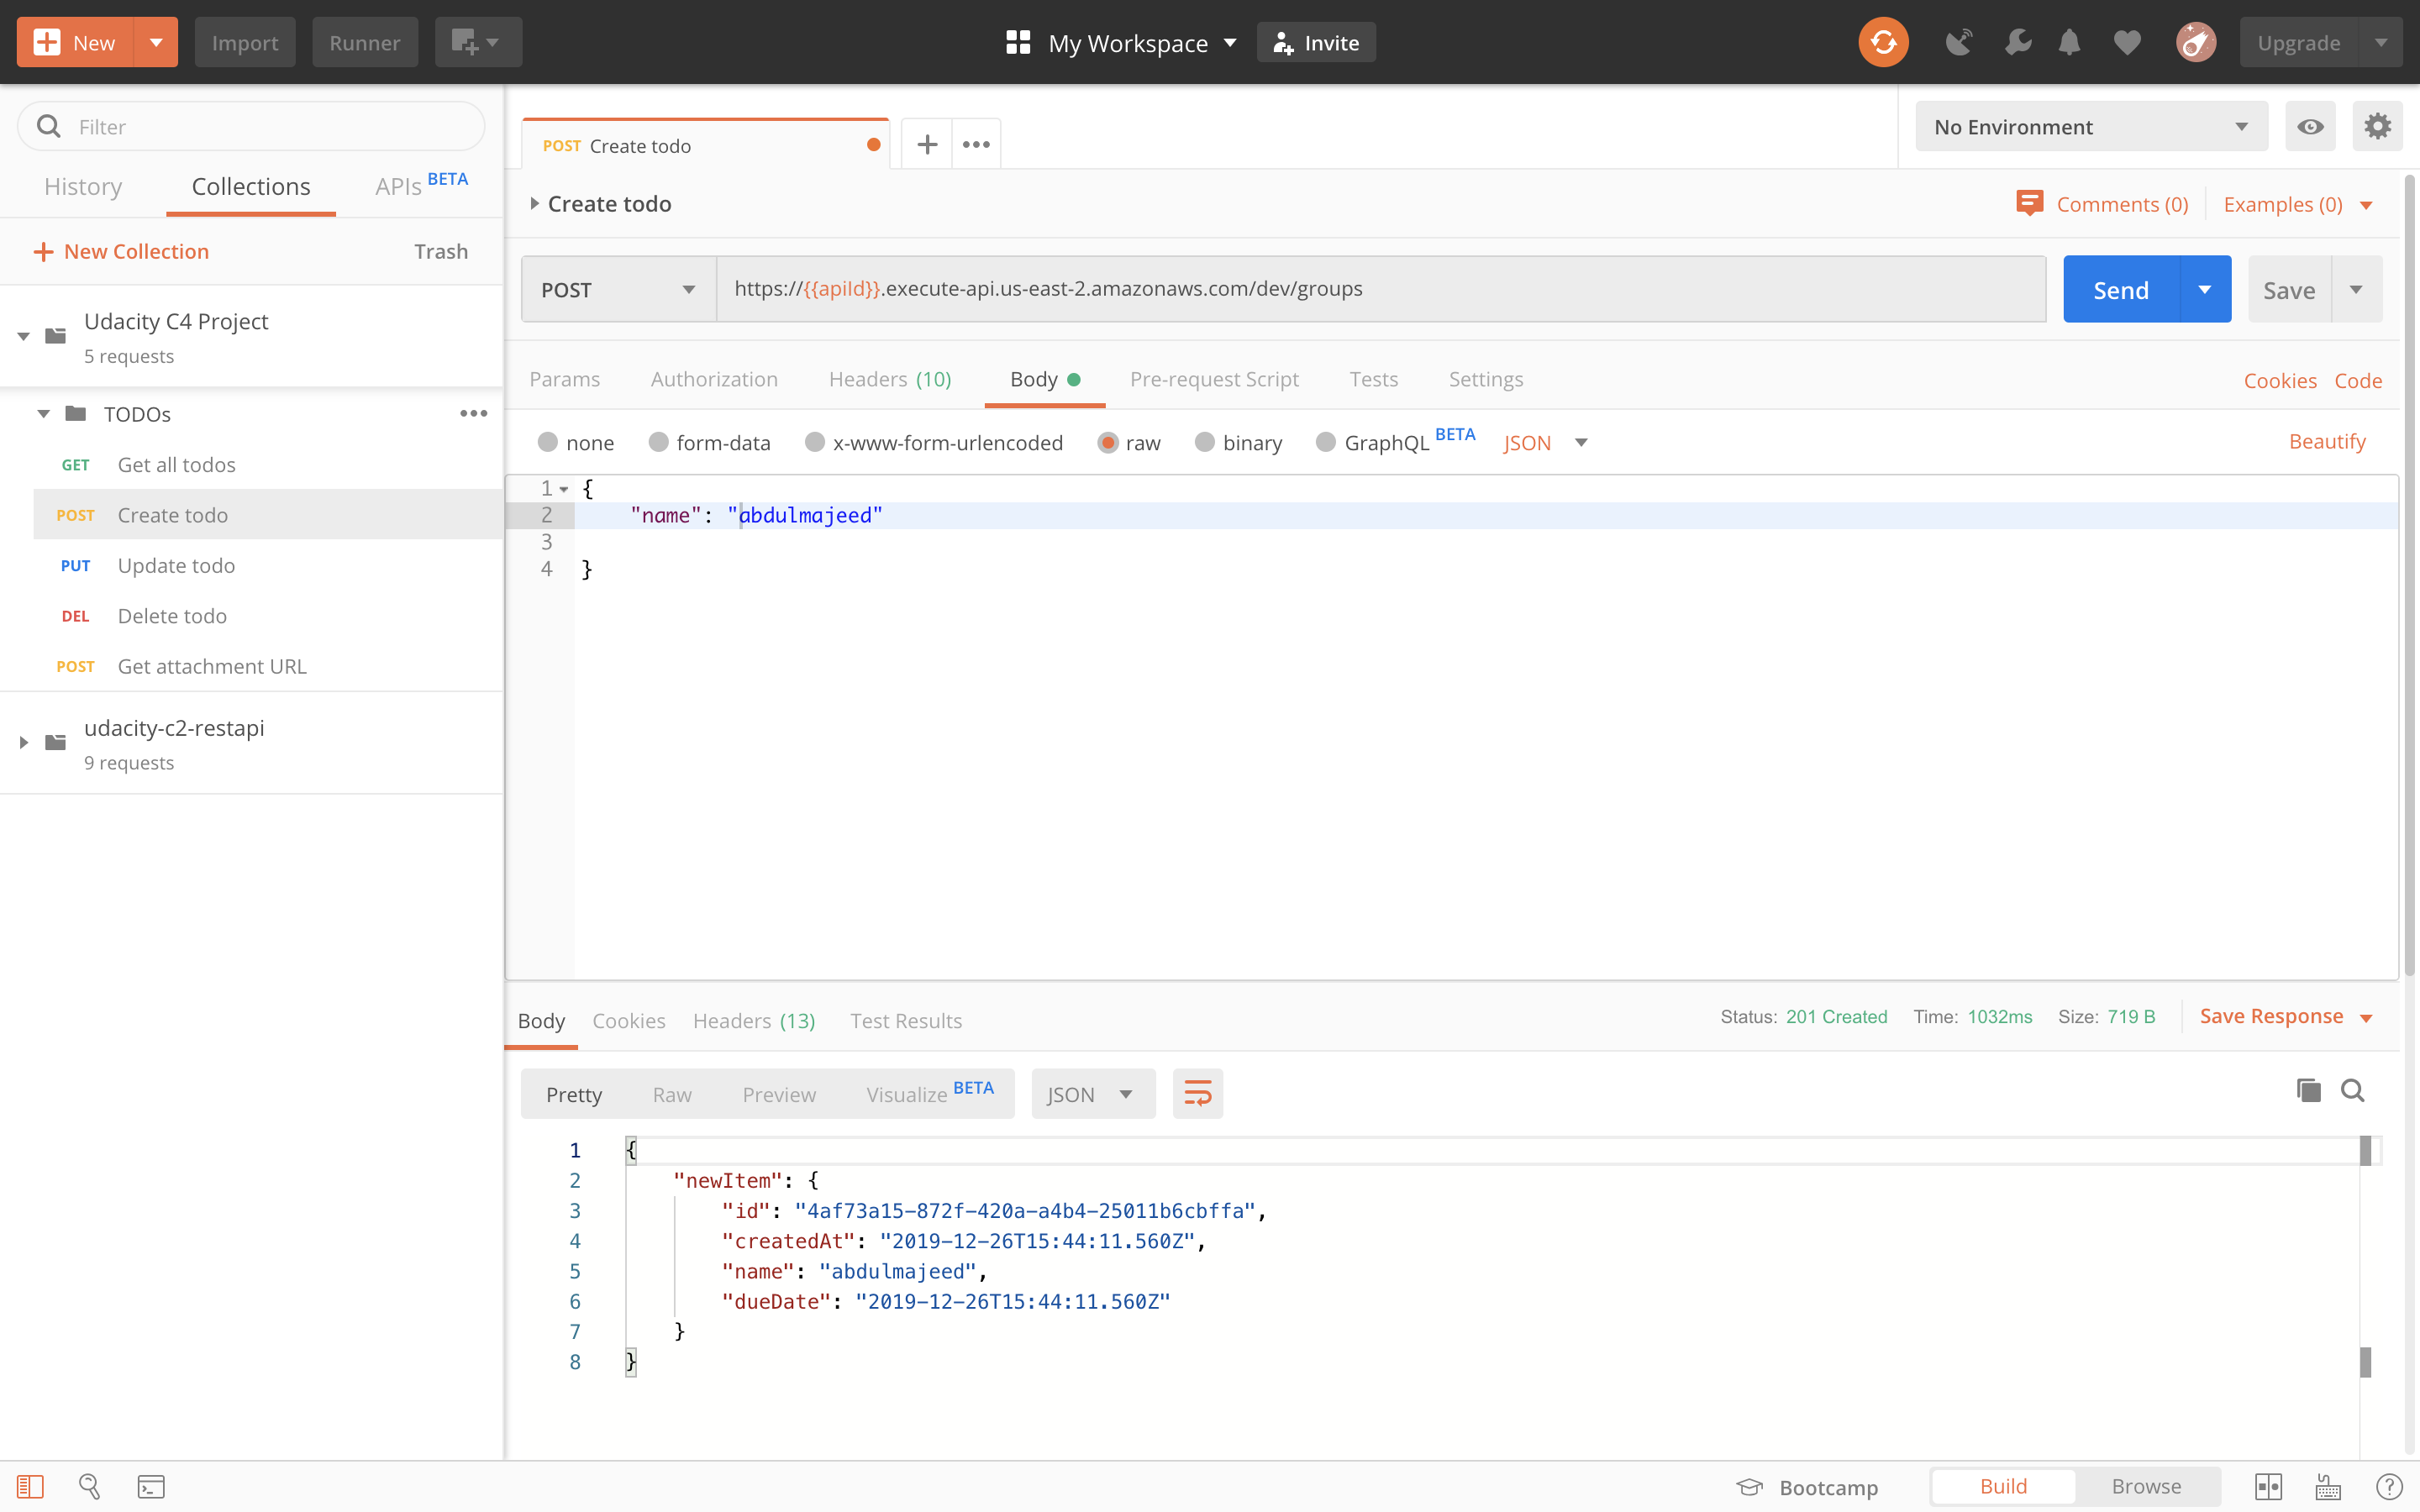 New
Import
Runner
My Workspace
Invite
Upgrade
Filter
History
Collections
APIs BETA
New Collection
Trash
Udacity C4 Project
5 requests
TODOs
GET Get all todos
POST Create todo
PUT Update todo
DEL Delete todo
POST Get attachment URL
udacity-c2-restapi
9 requests
POST Create todo
No Environment
Create todo
Comments (0)
Examples (0)
POST
https://{{apiId}}.execute-api.us-east-2.amazonaws.com/dev/groups
Send
Save
Params
Authorization
Headers (10)
Body
Pre-request Script
Tests
Settings
Cookies
Code
none
form-data
x-www-form-urlencoded
raw
binary
GraphQL BETA
JSON
Beautify
1 {
2 "name": "abdulmajeed"
3
4 }
Body
Cookies
Headers (13)
Test Results
Status: 201 Created
Time: 1032ms
Size: 719 B
Save Response
Pretty
Raw
Preview
Visualize BETA
JSON
1 {
2 "newItem": {
3 "id": "4af73a15-872f-420a-a4b4-25011b6cbffa",
4 "createdAt": "2019-12-26T15:44:11.560Z",
5 "name": "abdulmajeed",
6 "dueDate": "2019-12-26T15:44:11.560Z"
7 }
8 }
Bootcamp
Build
Browse